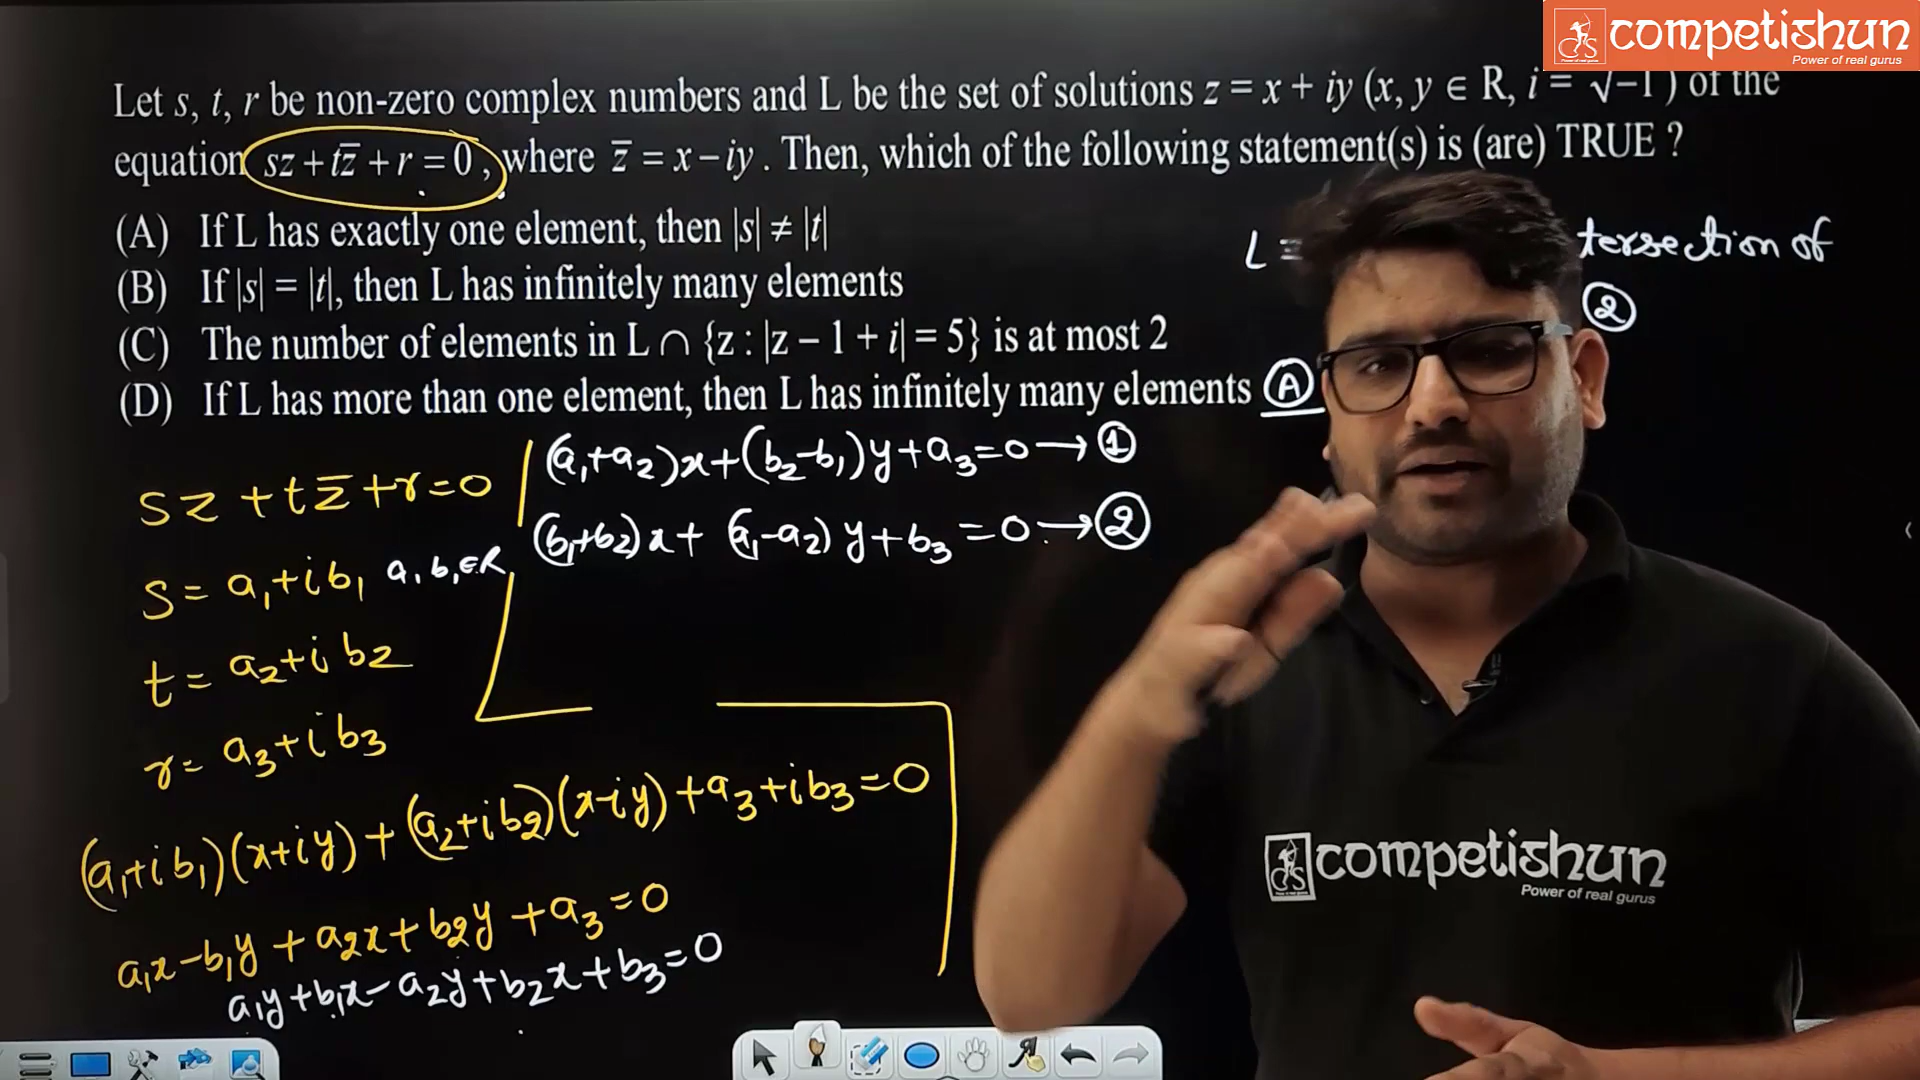 competishun
Power of real gurus
Let s, t, r be non-zero complex numbers and L be the set of solutions z = x + iy (x, y ∈ R, i = √−1 ) of the
equation sz + tz̅ + r = 0 , where z̅ = x − iy . Then, which of the following statement(s) is (are) TRUE ?
(A) If L has exactly one element, then |s| ≠ |t|
(B) If |s| = |t|, then L has infinitely many elements
(C) The number of elements in L ∩ {z : |z − 1 + i| = 5} is at most 2
(D) If L has more than one element, then L has infinitely many elements
L = tersection of
②
Ⓐ
sz + tz̅ + r = 0
s = a₁ + ib₁ a₁ b₁ ∈ R
t = a₂ + ib₂
r = a₃ + ib₃
(a₁+a₂)x+(b₂-b₁)y+a₃=0 → ①
(b₁+b₂)x+ (a₁-a₂)y+b₃ =0 → ②
(a₁+ib₁)(x+iy)+(a₂+ib₂)(x-iy)+a₃+ib₃=0
a₁x-b₁y + a₂x+b₂y +a₃=0
a₁y+b₁x-a₂y+b₂x+b₃=0
competishun
Power of real gurus